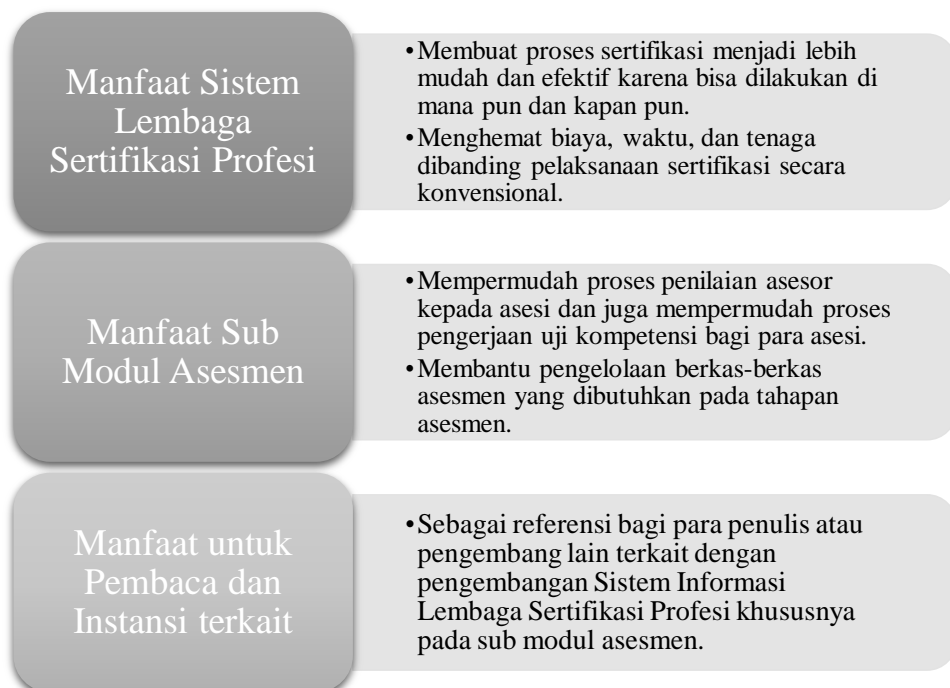 Manfaat Sistem
Lembaga
Sertifikasi Profesi
•Membuat proses sertifikasi menjadi lebih
mudah dan efektif karena bisa dilakukan di
mana pun dan kapan pun.
•Menghemat biaya, waktu, dan tenaga
dibanding pelaksanaan sertifikasi secara
konvensional.
Manfaat Sub
Modul Asesmen
•Mempermudah proses penilaian asesor
kepada asesi dan juga mempermudah proses
pengerjaan uji kompetensi bagi para asesi.
•Membantu pengelolaan berkas-berkas
asesmen yang dibutuhkan pada tahapan
asesmen.
Manfaat untuk
Pembaca dan
Instansi terkait
•Sebagai referensi bagi para penulis atau
pengembang lain terkait dengan
pengembangan Sistem Informasi
Lembaga Sertifikasi Profesi khususnya
pada sub modul asesmen.